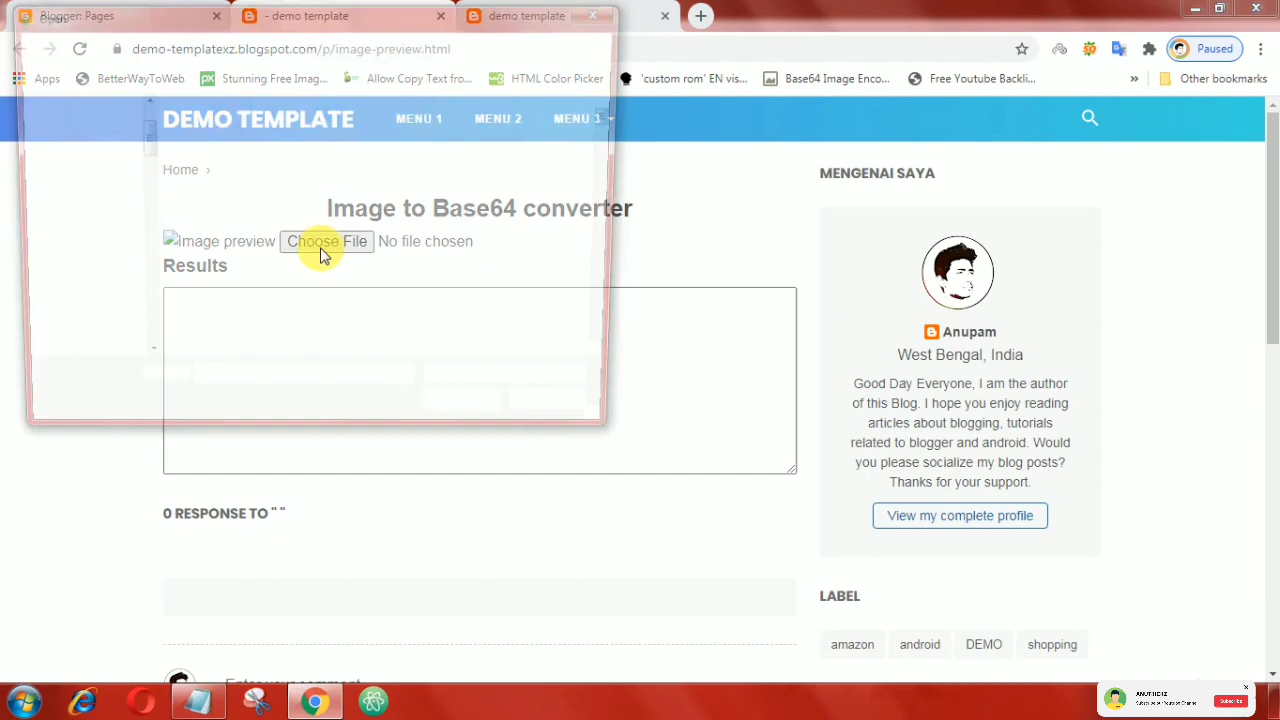 Blogger: Pages
- demo template
demo template
demo-templatexz.blogspot.com/p/image-preview.html
Paused
Apps
BetterWayToWeb
Stunning Free Imag...
Allow Copy Text fro...
HTML Color Picker
'custom rom' EN vis...
Base64 Image Enco...
Free Youtube Backli...
»
Other bookmarks
DEMO TEMPLATE
MENU 1
MENU 2
MENU 3
Home ›
MENGENAI SAYA
Image to Base64 converter
Image preview
Choose File
No file chosen
Results
Anupam
West Bengal, India
Good Day Everyone, I am the author
of this Blog. I hope you enjoy reading
articles about blogging, tutorials
related to blogger and android. Would
you please socialize my blog posts?
Thanks for your support.
View my complete profile
0 RESPONSE TO " "
LABEL
amazon
android
DEMO
shopping
Enter your comment
Subscribe